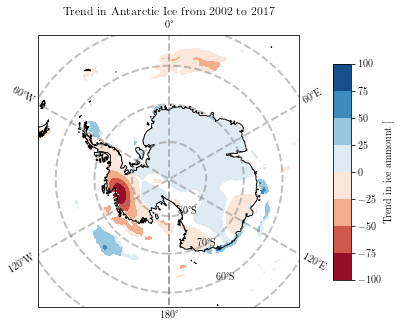 Trend in Antarctic Ice from 2002 to 2017
0°
60°W
60°E
80°S
70°S
60°S
120°W
120°E
180°
100
75
50
25
0
−25
−50
−75
−100
Trend in ice ammount [